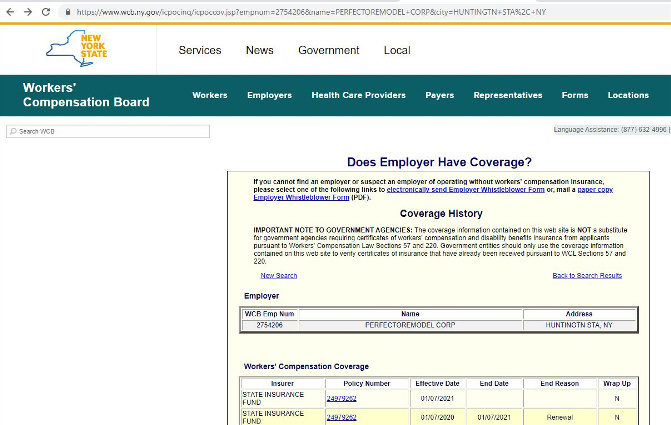 https://www.wcb.ny.gov/icpocinq/icpoccov.jsp?empnum=2754206&name=PERFECTOREMODEL+CORP&city=HUNTINGTN+STA%2C+NY
NEW
YORK
STATE
Services News Government Local
Workers'
Compensation Board
Workers Employers Health Care Providers Payers Representatives Forms Locations
Search WCB
Language Assistance: (877)-632-4996 |
Does Employer Have Coverage?
If you cannot find an employer or suspect an employer of operating without workers' compensation insurance,
please select one of the following links to electronically send Employer Whistleblower Form or, mail a paper copy
Employer Whistleblower Form (PDF).
Coverage History
IMPORTANT NOTE TO GOVERNMENT AGENCIES: The coverage information contained on this web site is NOT a substitute
for government agencies requiring certificates of workers' compensation and disability benefits insurance from applicants
pursuant to Workers' Compensation Law Sections 57 and 220. Government entities should only use the coverage information
contained on this web site to verify certificates of insurance that have already been received pursuant to WCL Sections 57 and
220.
New Search Back to Search Results
Employer
WCB Emp Num Name Address
2754206 PERFECTOREMODEL CORP HUNTINGTN STA, NY
Workers' Compensation Coverage
Insurer Policy Number Effective Date End Date End Reason Wrap Up
STATE INSURANCE
FUND 24979262 01/07/2021 N
STATE INSURANCE
FUND 24979262 01/07/2020 01/07/2021 Renewal N